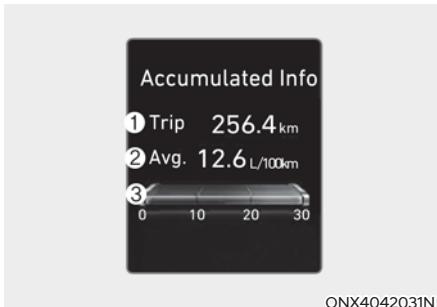 Accumulated Info
① Trip 256.4 km
② Avg. 12.6 L/100km
③
0 10 20 30
ONX4042031N